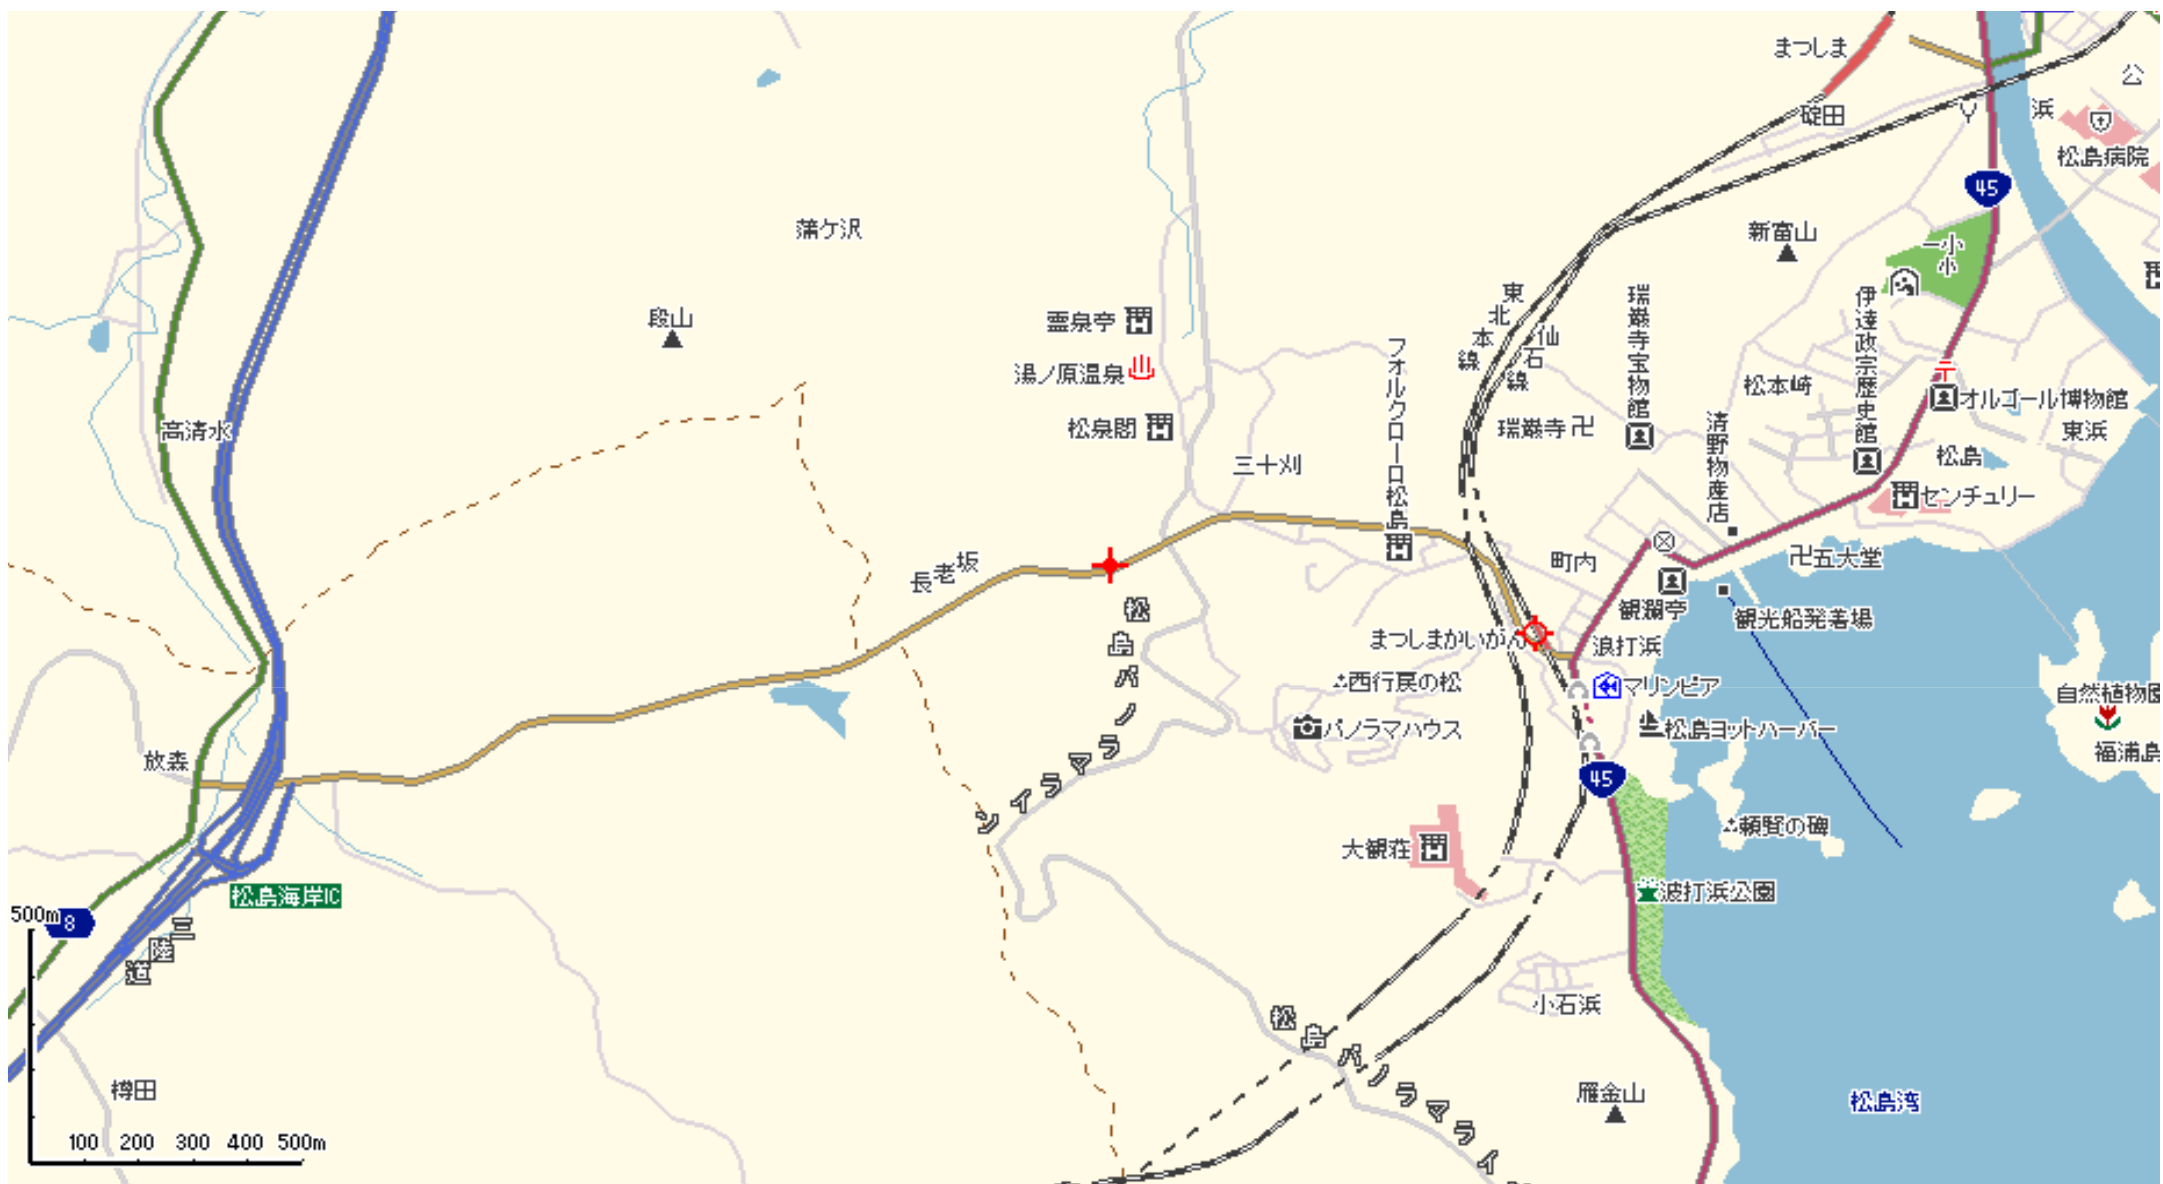 まつしま
公
碇田
浜
松島病院
45
蒲ケ沢
新富山
一小
小
段山
霊泉亭
湯ノ原温泉
松泉閣
三十刈
フォルクローロ松島
東北本線
仙石線
瑞巌寺宝物館
瑞巌寺
伊達政宗歴史館
松本崎
オルゴール博物館
東浜
清野物産店
松島
センチュリー
高清水
長老坂
町内
五大堂
観瀾亭
観光船発着場
まつしまかいがん
浪打浜
松島パノラマライン
西行戻の松
マリンピア
パノラマハウス
松島ヨットハーバー
自然植物園
福浦島
放森
45
頼賢の碑
大観荘
波打浜公園
松島海岸IC
500m
8
三陸道
小石浜
松島パノラマライ
雁金山
松島湾
樽田
100 200 300 400 500m